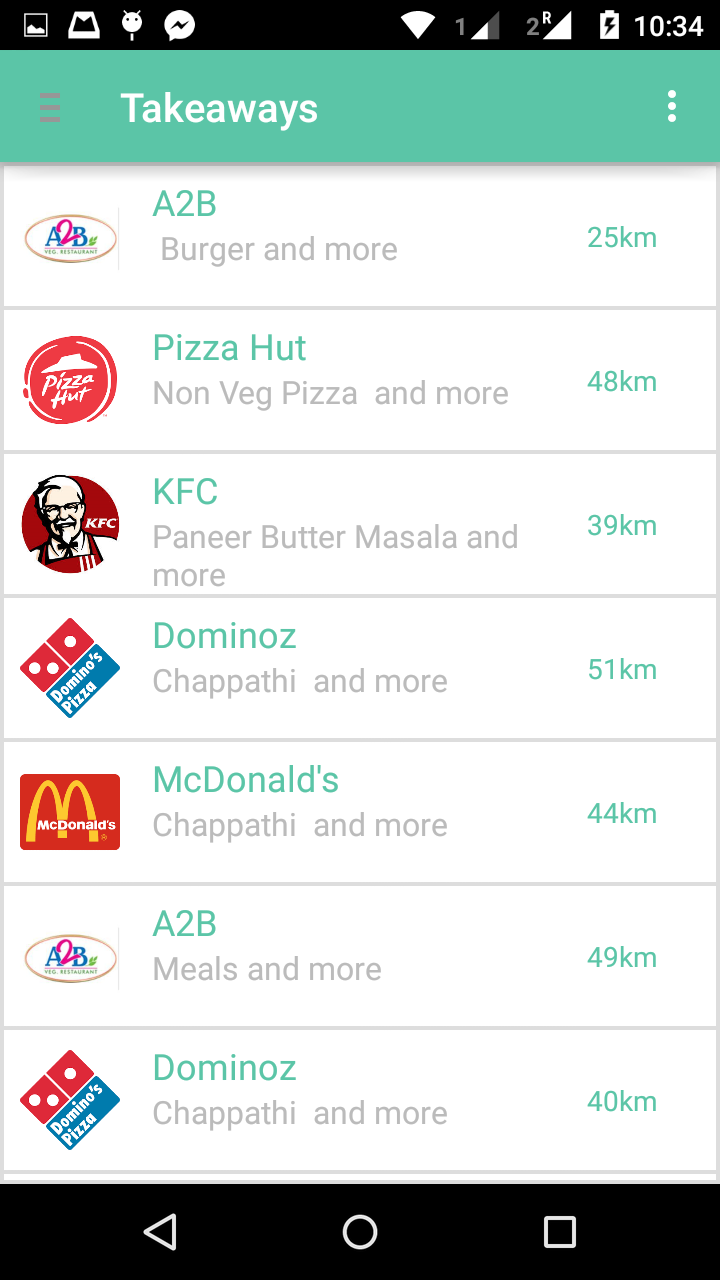 1 2 R 10:34
Takeaways
A2B
A2B
VEG. RESTAURANT
Burger and more
25km
Pizza Hut
Pizza
Hut
Non Veg Pizza  and more
48km
KFC
KFC
Paneer Butter Masala and
more
39km
Dominoz
Domino's
Pizza
Chappathi  and more
51km
McDonald's
McDonald's
Chappathi  and more
44km
A2B
A2B
VEG. RESTAURANT
Meals and more
49km
Dominoz
Domino's
Pizza
Chappathi  and more
40km